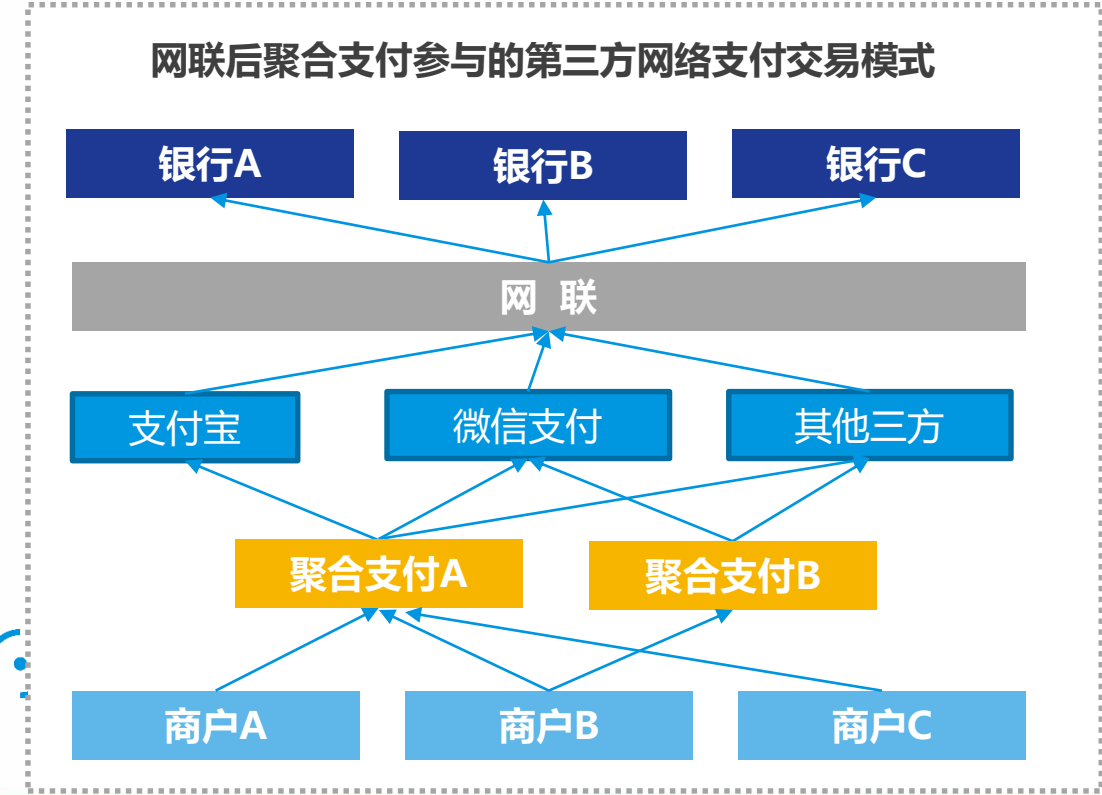 网联后聚合支付参与的第三方网络支付交易模式
银行A
银行B
银行C
网 联
支付宝
微信支付
其他三方
聚合支付A
聚合支付B
商户A
商户B
商户C